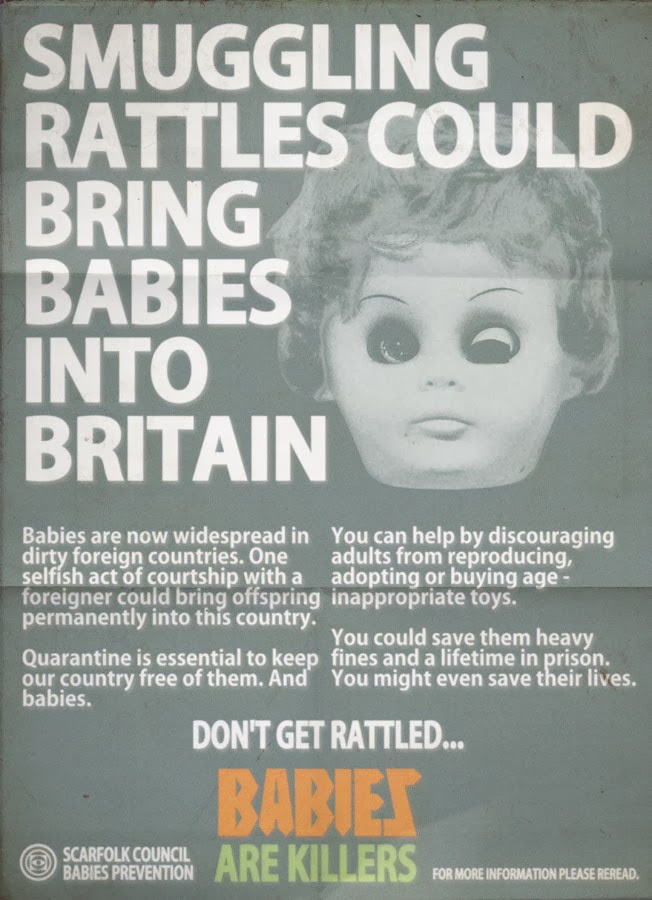 SMUGGLING
RATTLES COULD
BRING
BABIES
INTO
BRITAIN
Babies are now widespread in
dirty foreign countries. One
selfish act of courtship with a
foreigner could bring offspring
permanently into this country.
Quarantine is essential to keep
our country free of them. And
babies.
You can help by discouraging
adults from reproducing,
adopting or buying age -
inappropriate toys.
You could save them heavy
fines and a lifetime in prison.
You might even save their lives.
DON'T GET RATTLED...
BABIES
ARE KILLERS
SCARFOLK COUNCIL
BABIES PREVENTION
FOR MORE INFORMATION PLEASE REREAD.